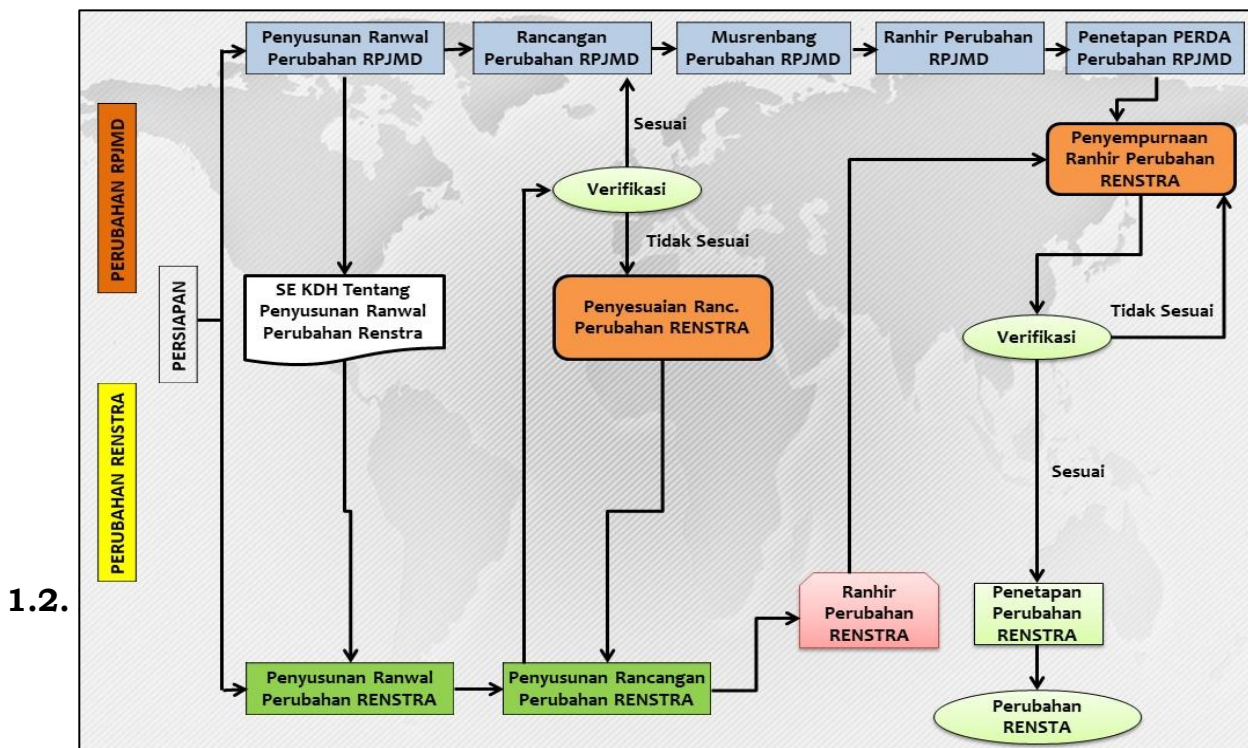 Penyusunan Ranwal
Perubahan RPJMD
Rancangan
Perubahan RPJMD
Musrenbang
Perubahan RPJMD
Ranhir Perubahan
RPJMD
Penetapan PERDA
Perubahan RPJMD
PERUBAHAN RPJMD
Sesuai
Verifikasi
Tidak Sesuai
Penyempurnaan
Ranhir Perubahan
RENSTRA
PERSIAPAN
SE KDH Tentang
Penyusunan Ranwal
Perubahan Renstra
Penyesuaian Ranc.
Perubahan RENSTRA
Verifikasi
Tidak Sesuai
PERUBAHAN RENSTRA
Sesuai
1.2.
Ranhir
Perubahan
RENSTRA
Penetapan
Perubahan
RENSTRA
Penyusunan Ranwal
Perubahan RENSTRA
Penyusunan Rancangan
Perubahan RENSTRA
Perubahan
RENSTA